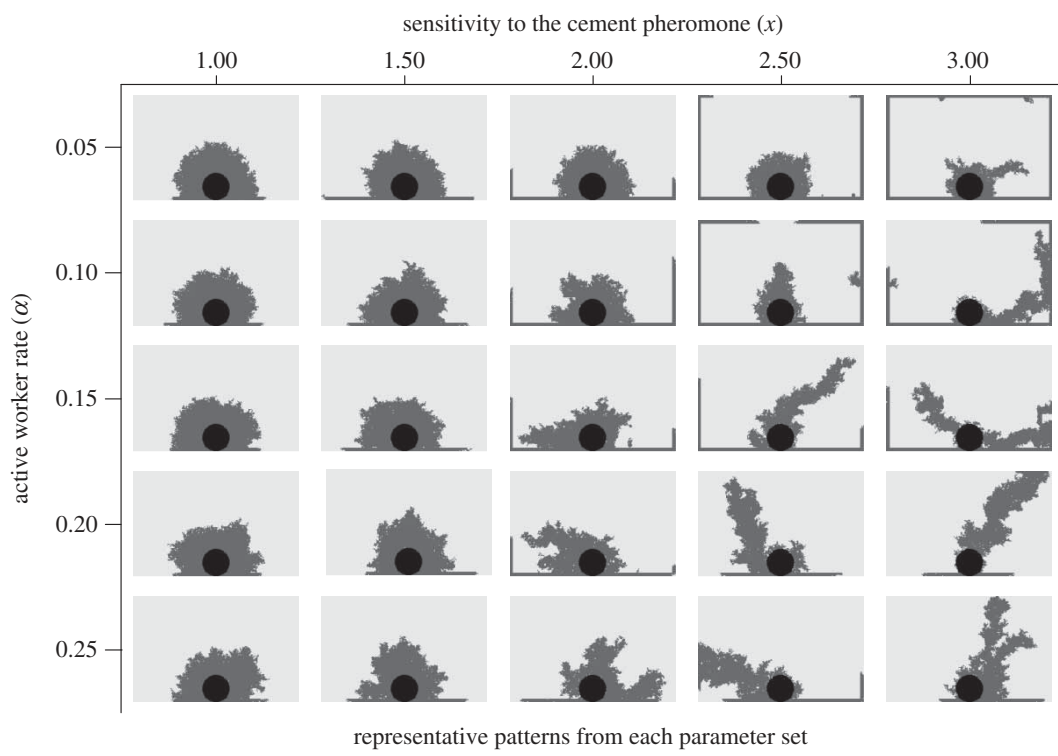 sensitivity to the cement pheromone (x)
1.00 1.50 2.00 2.50 3.00
active worker rate (α)
0.05
0.10
0.15
0.20
0.25
representative patterns from each parameter set